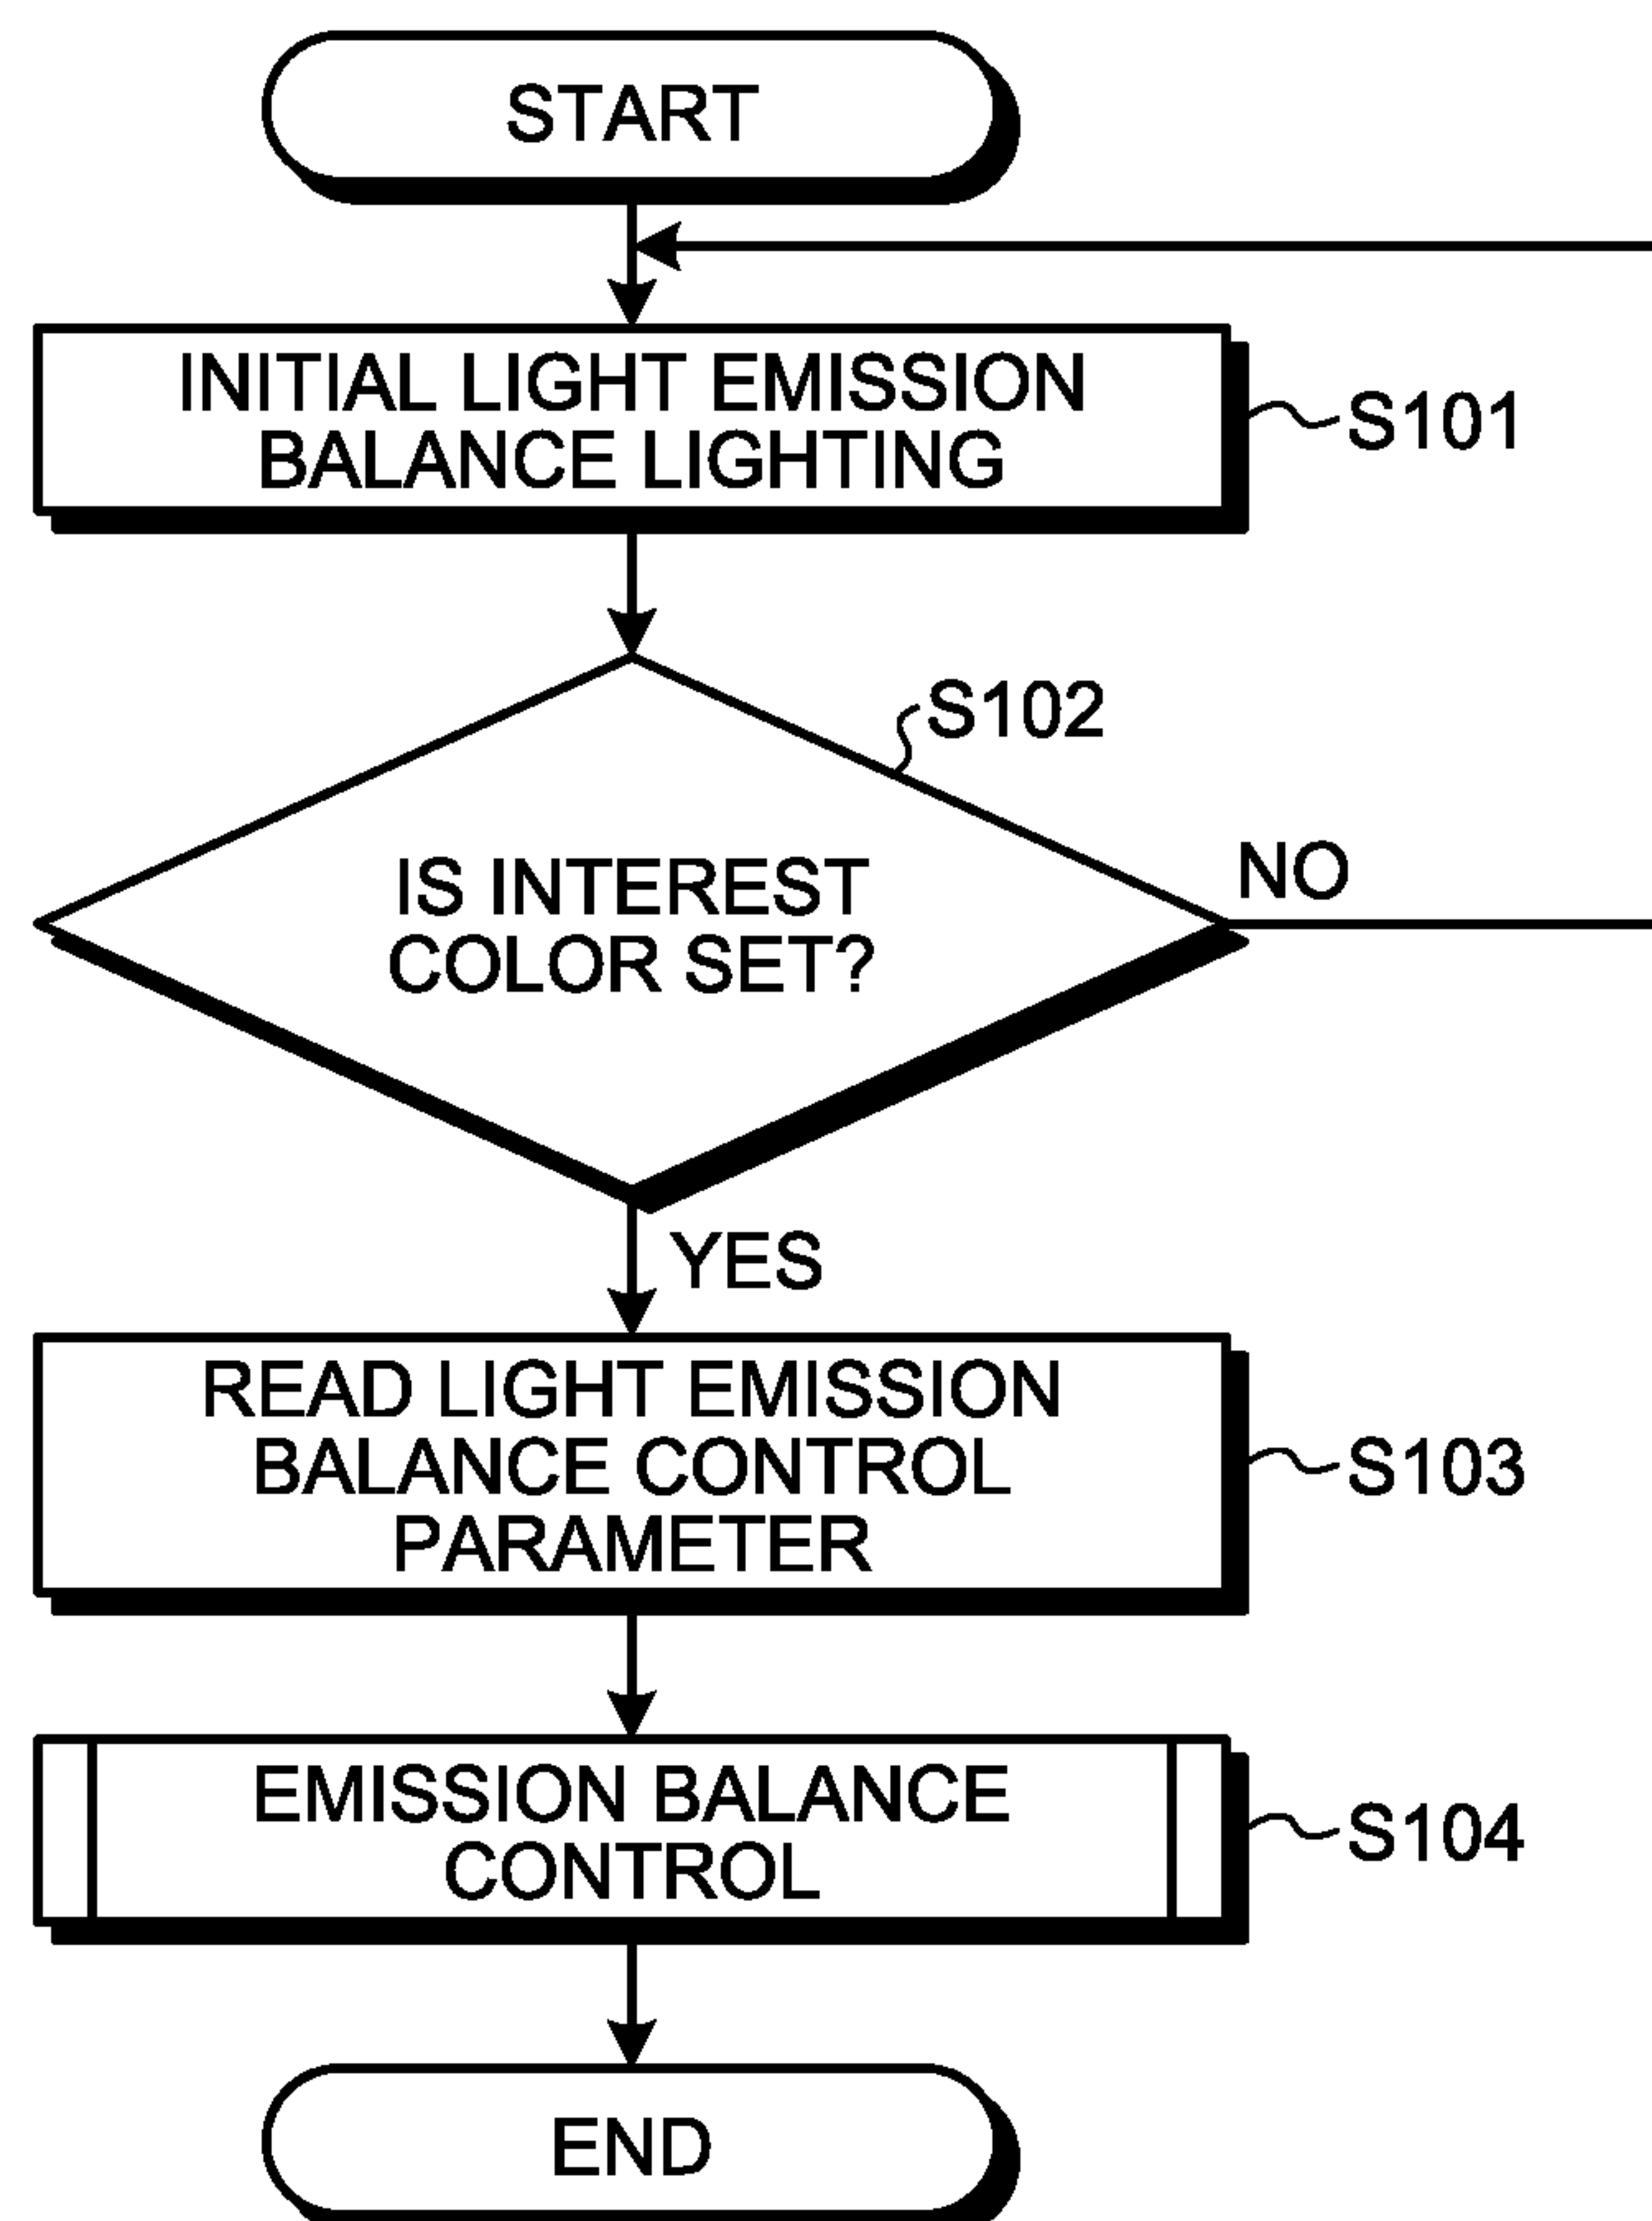 START
INITIAL LIGHT EMISSION
BALANCE LIGHTING
S101
S102
IS INTEREST
COLOR SET?
NO
YES
READ LIGHT EMISSION
BALANCE CONTROL
PARAMETER
S103
EMISSION BALANCE
CONTROL
S104
END